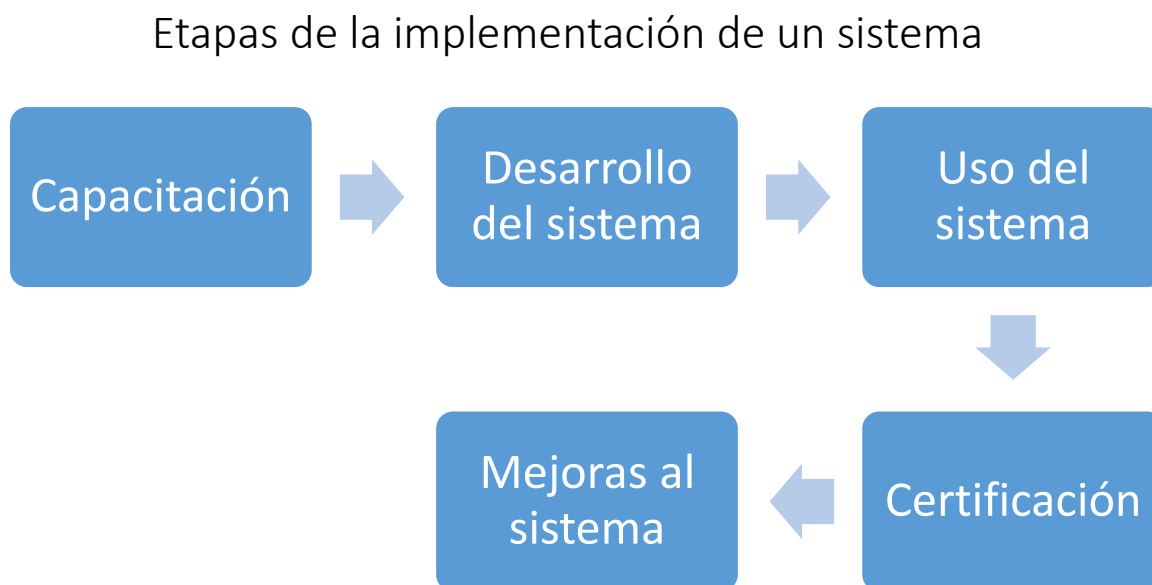 Etapas de la implementación de un sistema
Capacitación
Desarrollo
del sistema
Uso del
sistema
Certificación
Mejoras al
sistema